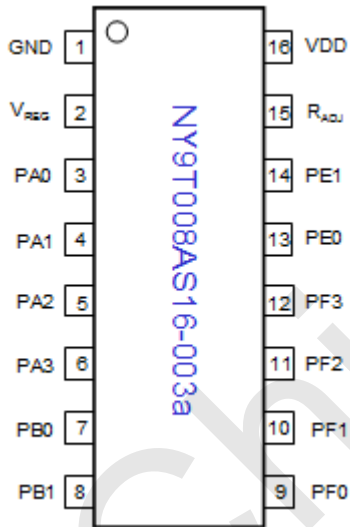 GND 1 16 VDD
VREG 2 15 RADJ
PA0 3 14 PE1
PA1 4 13 PE0
PA2 5 12 PF3
PA3 6 11 PF2
PB0 7 10 PF1
PB1 8 9 PF0
NY9T008AS16-003a